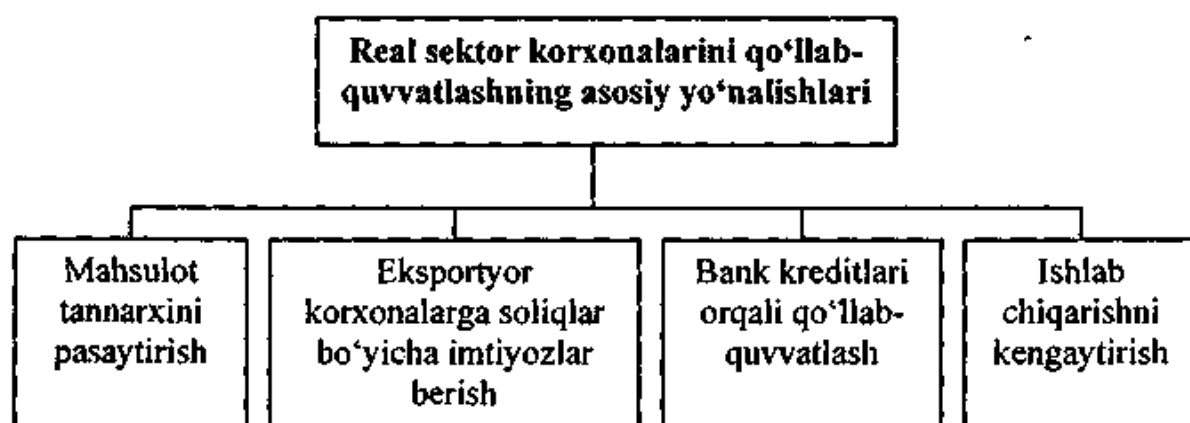 Real sektor korxonalarini qo‘llab-
quvvatlashning asosiy yo‘nalishlari
Mahsulot
tannarxini
pasaytirish
Eksportyor
korxonalarga soliqlar
bo‘yicha imtiyozlar
berish
Bank kreditlari
orqali qo‘llab-
quvvatlash
Ishlab
chiqarishni
kengaytirish